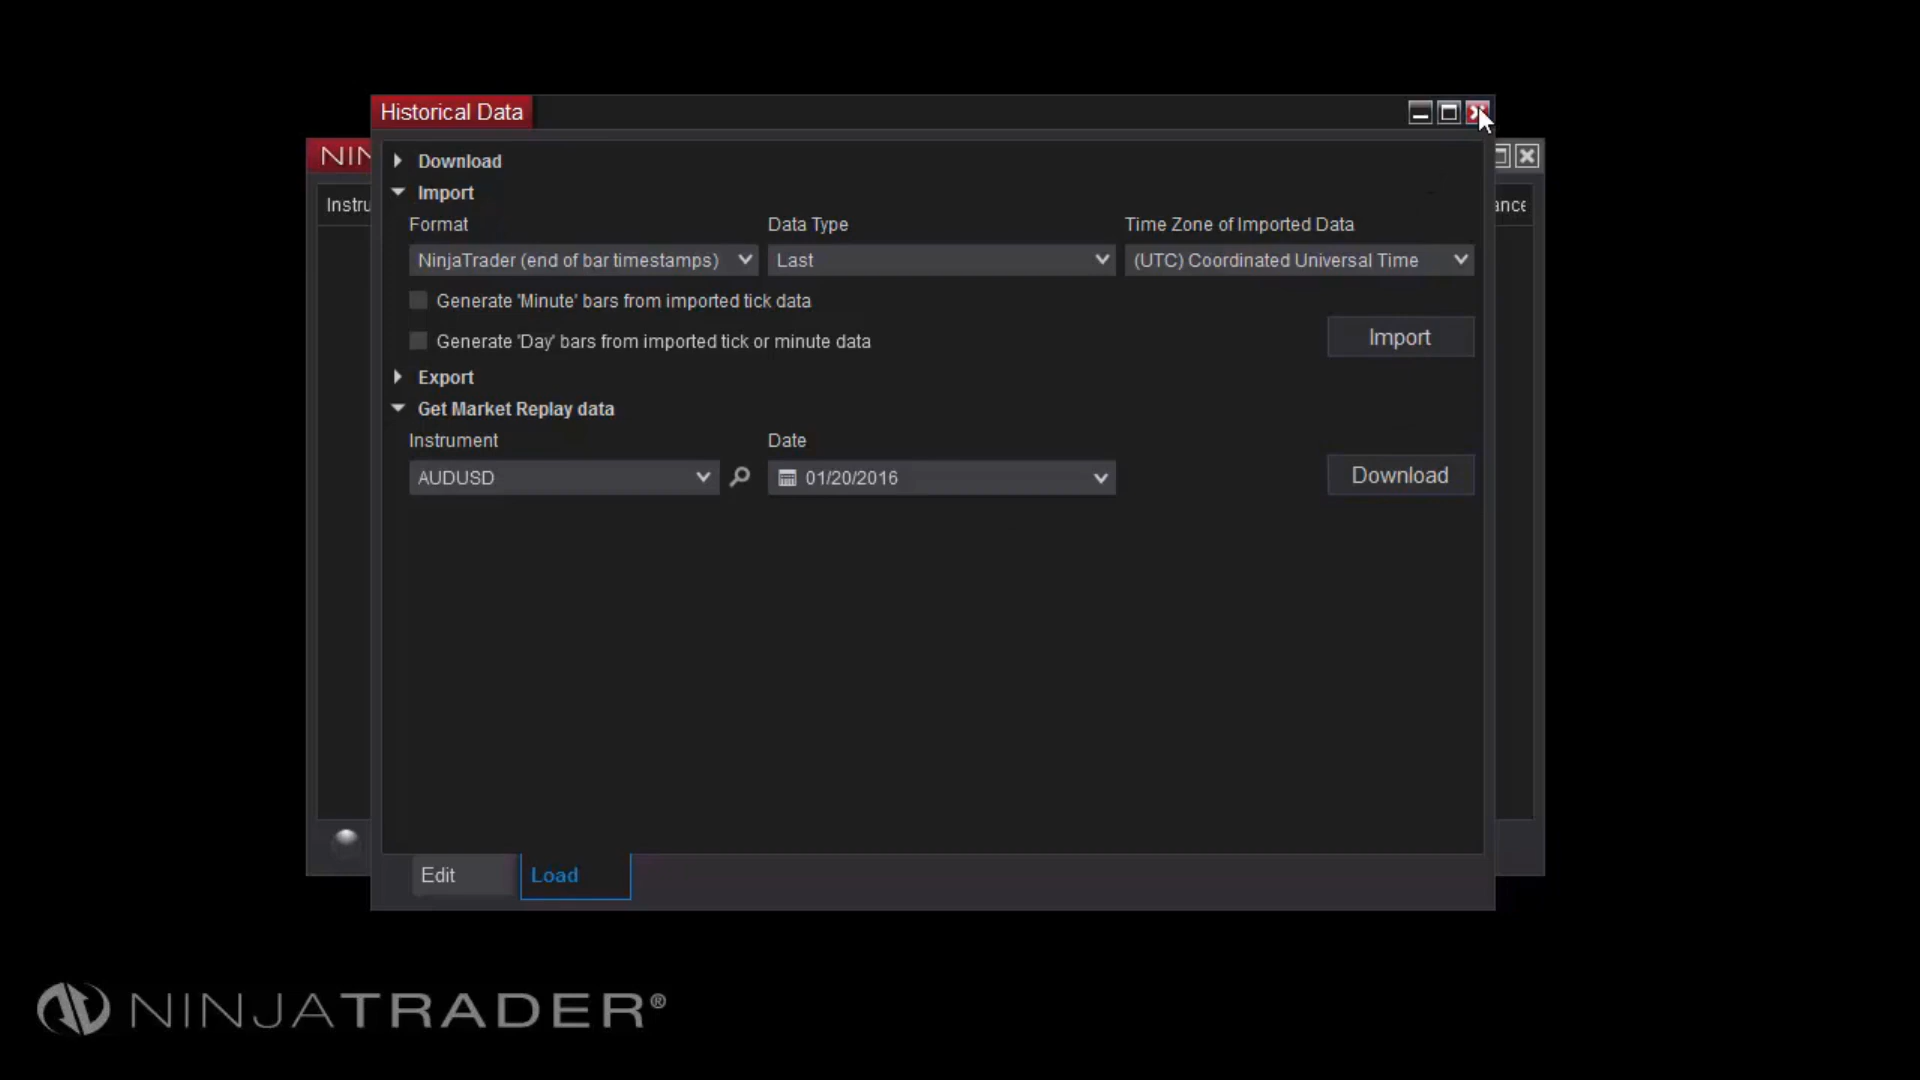 Historical Data
NIN
Instru
ance
Download
Import
Format
Data Type
Time Zone of Imported Data
NinjaTrader (end of bar timestamps)
Last
(UTC) Coordinated Universal Time
Generate 'Minute' bars from imported tick data
Generate 'Day' bars from imported tick or minute data
Import
Export
Get Market Replay data
Instrument
Date
AUDUSD
01/20/2016
Download
Edit
Load
NINJATRADER®